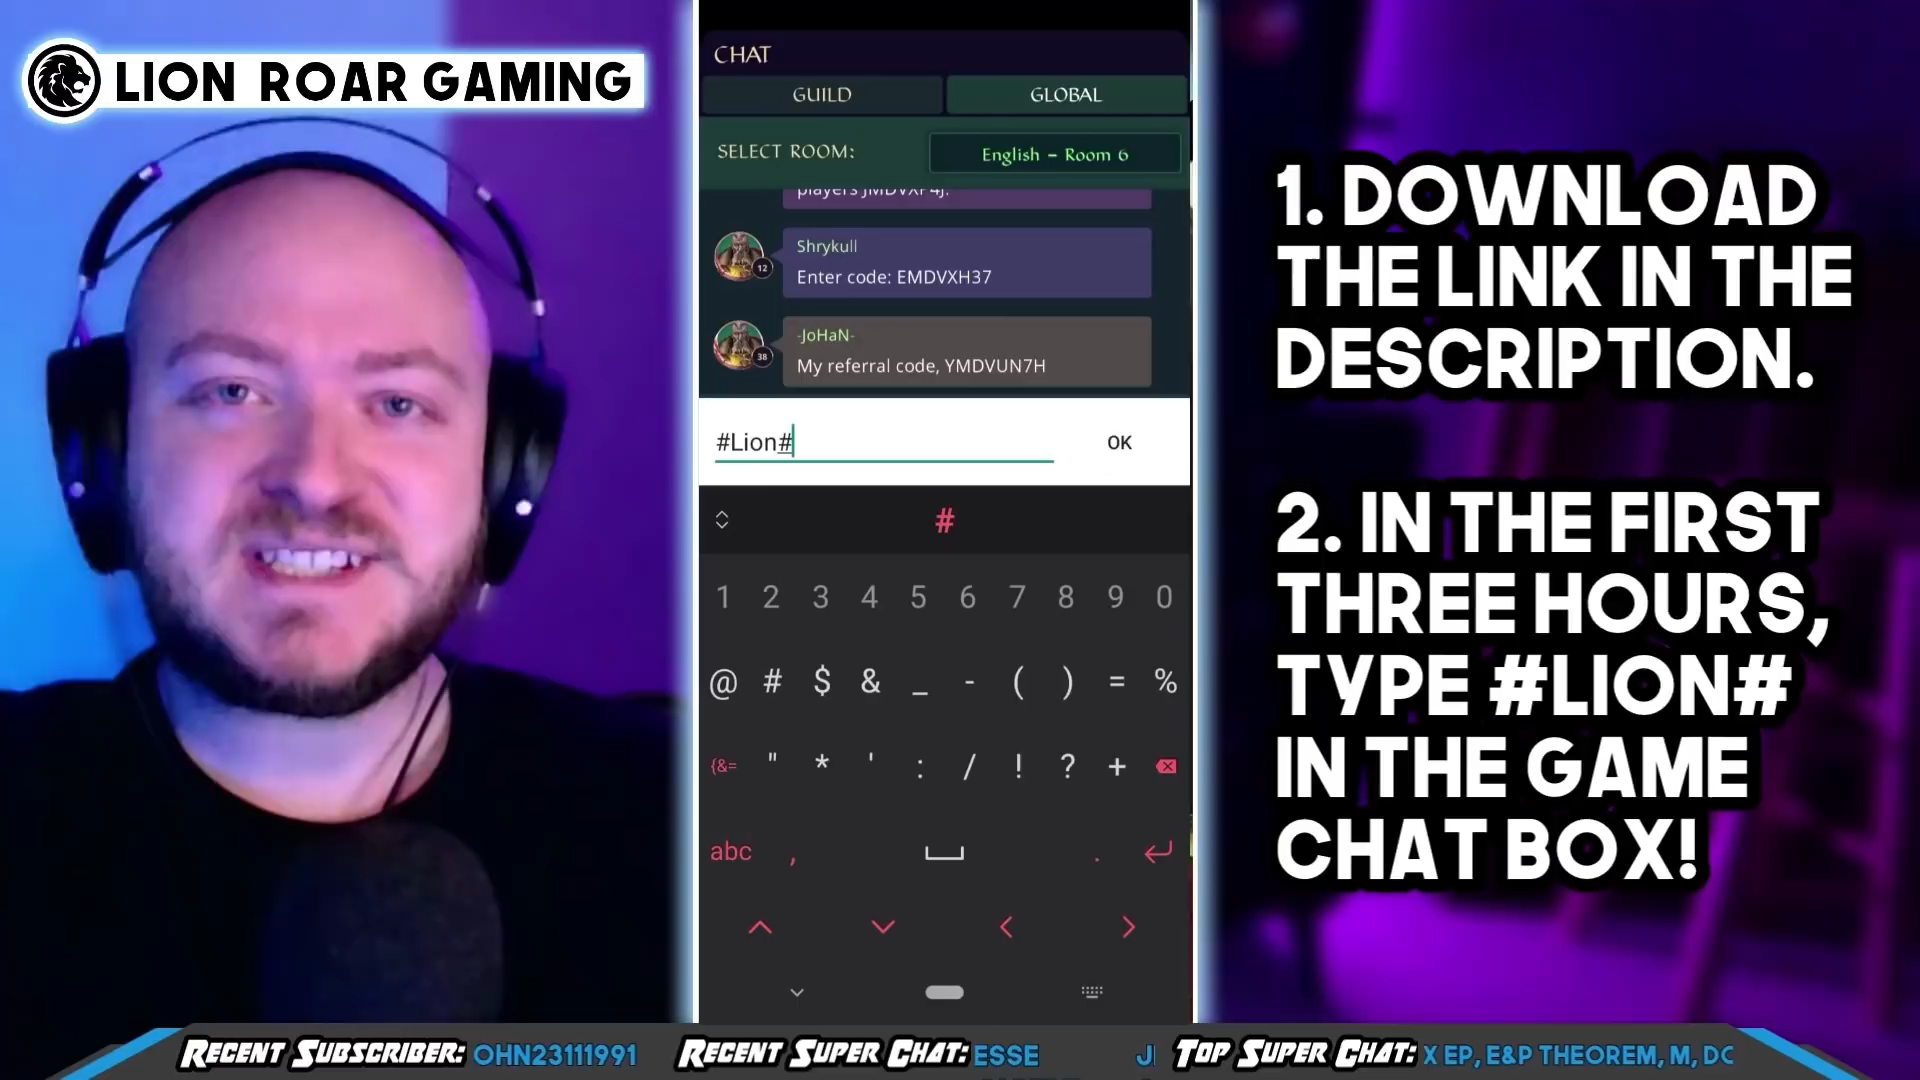 LION ROAR GAMING
CHAT
GUILD
GLOBAL
SELECT ROOM:
English – Room 6
Shrykull
12
Enter code: EMDVXH37
-JoHaN-
38
My referral code, YMDVUN7H
#Lion#
OK
#
1 2 3 4 5 6 7 8 9 0
@ # $ & _ - ( ) = %
{&= " * ' : / ! ? +
abc , .
1. DOWNLOAD
THE LINK IN THE
DESCRIPTION.
2. IN THE FIRST
THREE HOURS,
TYPE #LION#
IN THE GAME
CHAT BOX!
RECENT SUBSCRIBER: OHN23111991
RECENT SUPER CHAT: ESSE
TOP SUPER CHAT: X EP, E&P THEOREM, M, DC